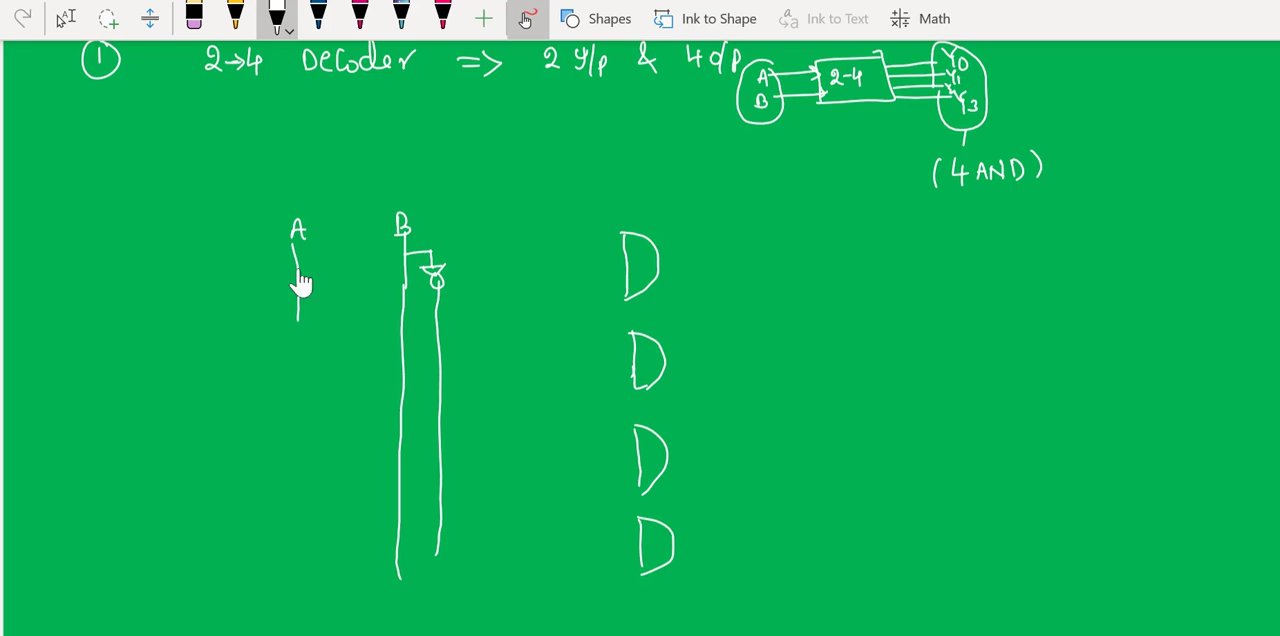 Shapes Ink to Shape Ink to Text Math
1 2→4 Decoder => 2 I/p & 4 o/p
A 2-4 Y0
B Y1
Y3
(4 AND)
A B